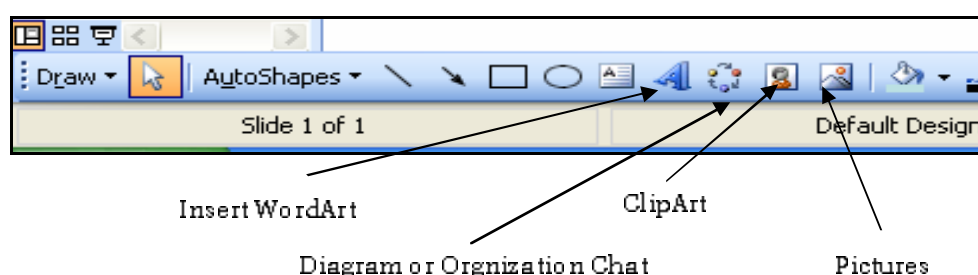 Draw AutoShapes
Slide 1 of 1 Default Design
Insert WordArt ClipArt
Diagram or Orgnization Chat Pictures